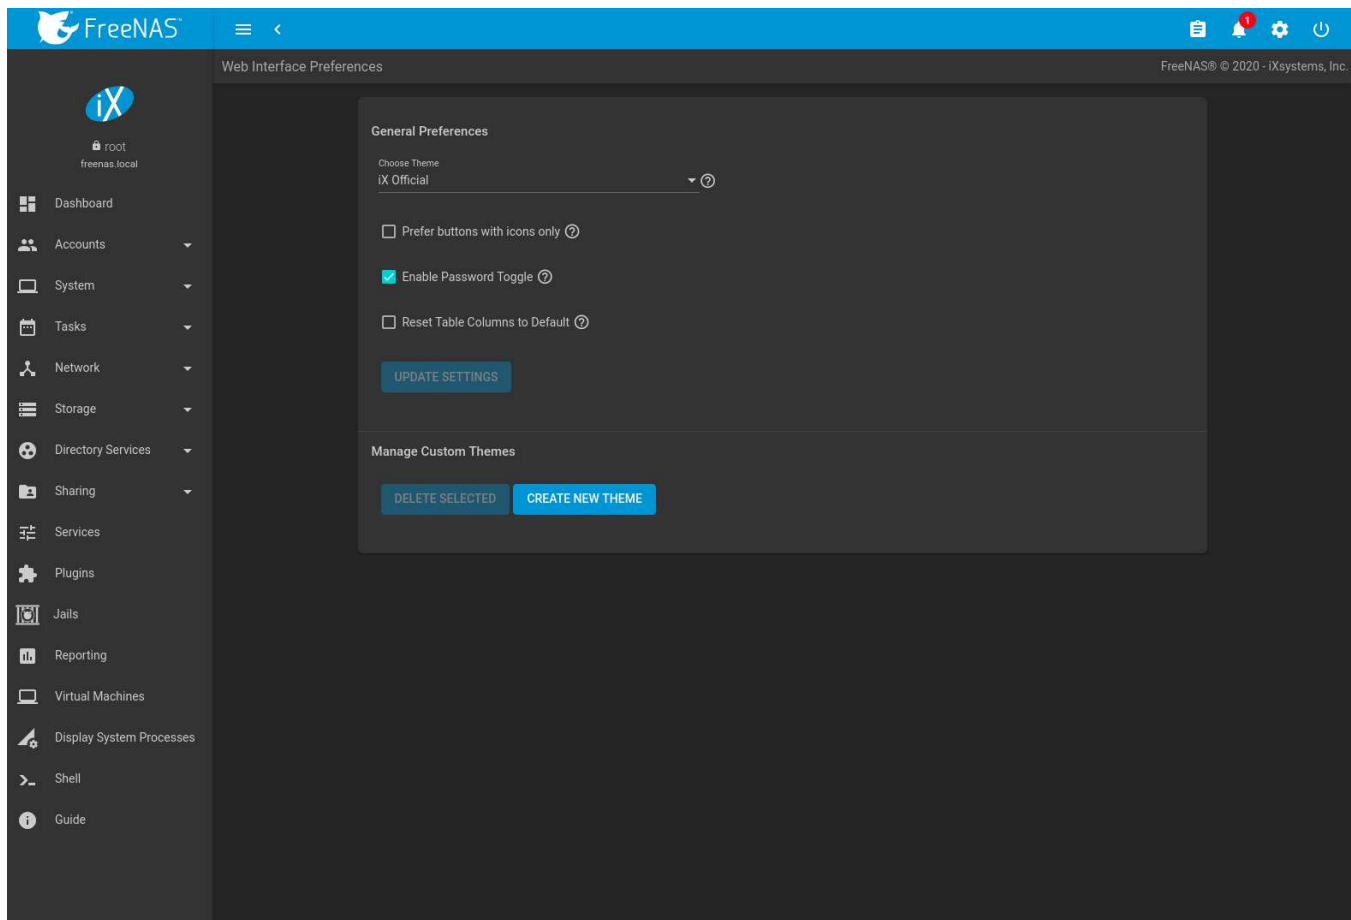 FreeNAS™
1
Web Interface Preferences
FreeNAS® © 2020 - iXsystems, Inc.
iX
root
freenas.local
Dashboard
Accounts
System
Tasks
Network
Storage
Directory Services
Sharing
Services
Plugins
Jails
Reporting
Virtual Machines
Display System Processes
Shell
Guide
General Preferences
Choose Theme
iX Official
Prefer buttons with icons only
Enable Password Toggle
Reset Table Columns to Default
UPDATE SETTINGS
Manage Custom Themes
DELETE SELECTED CREATE NEW THEME